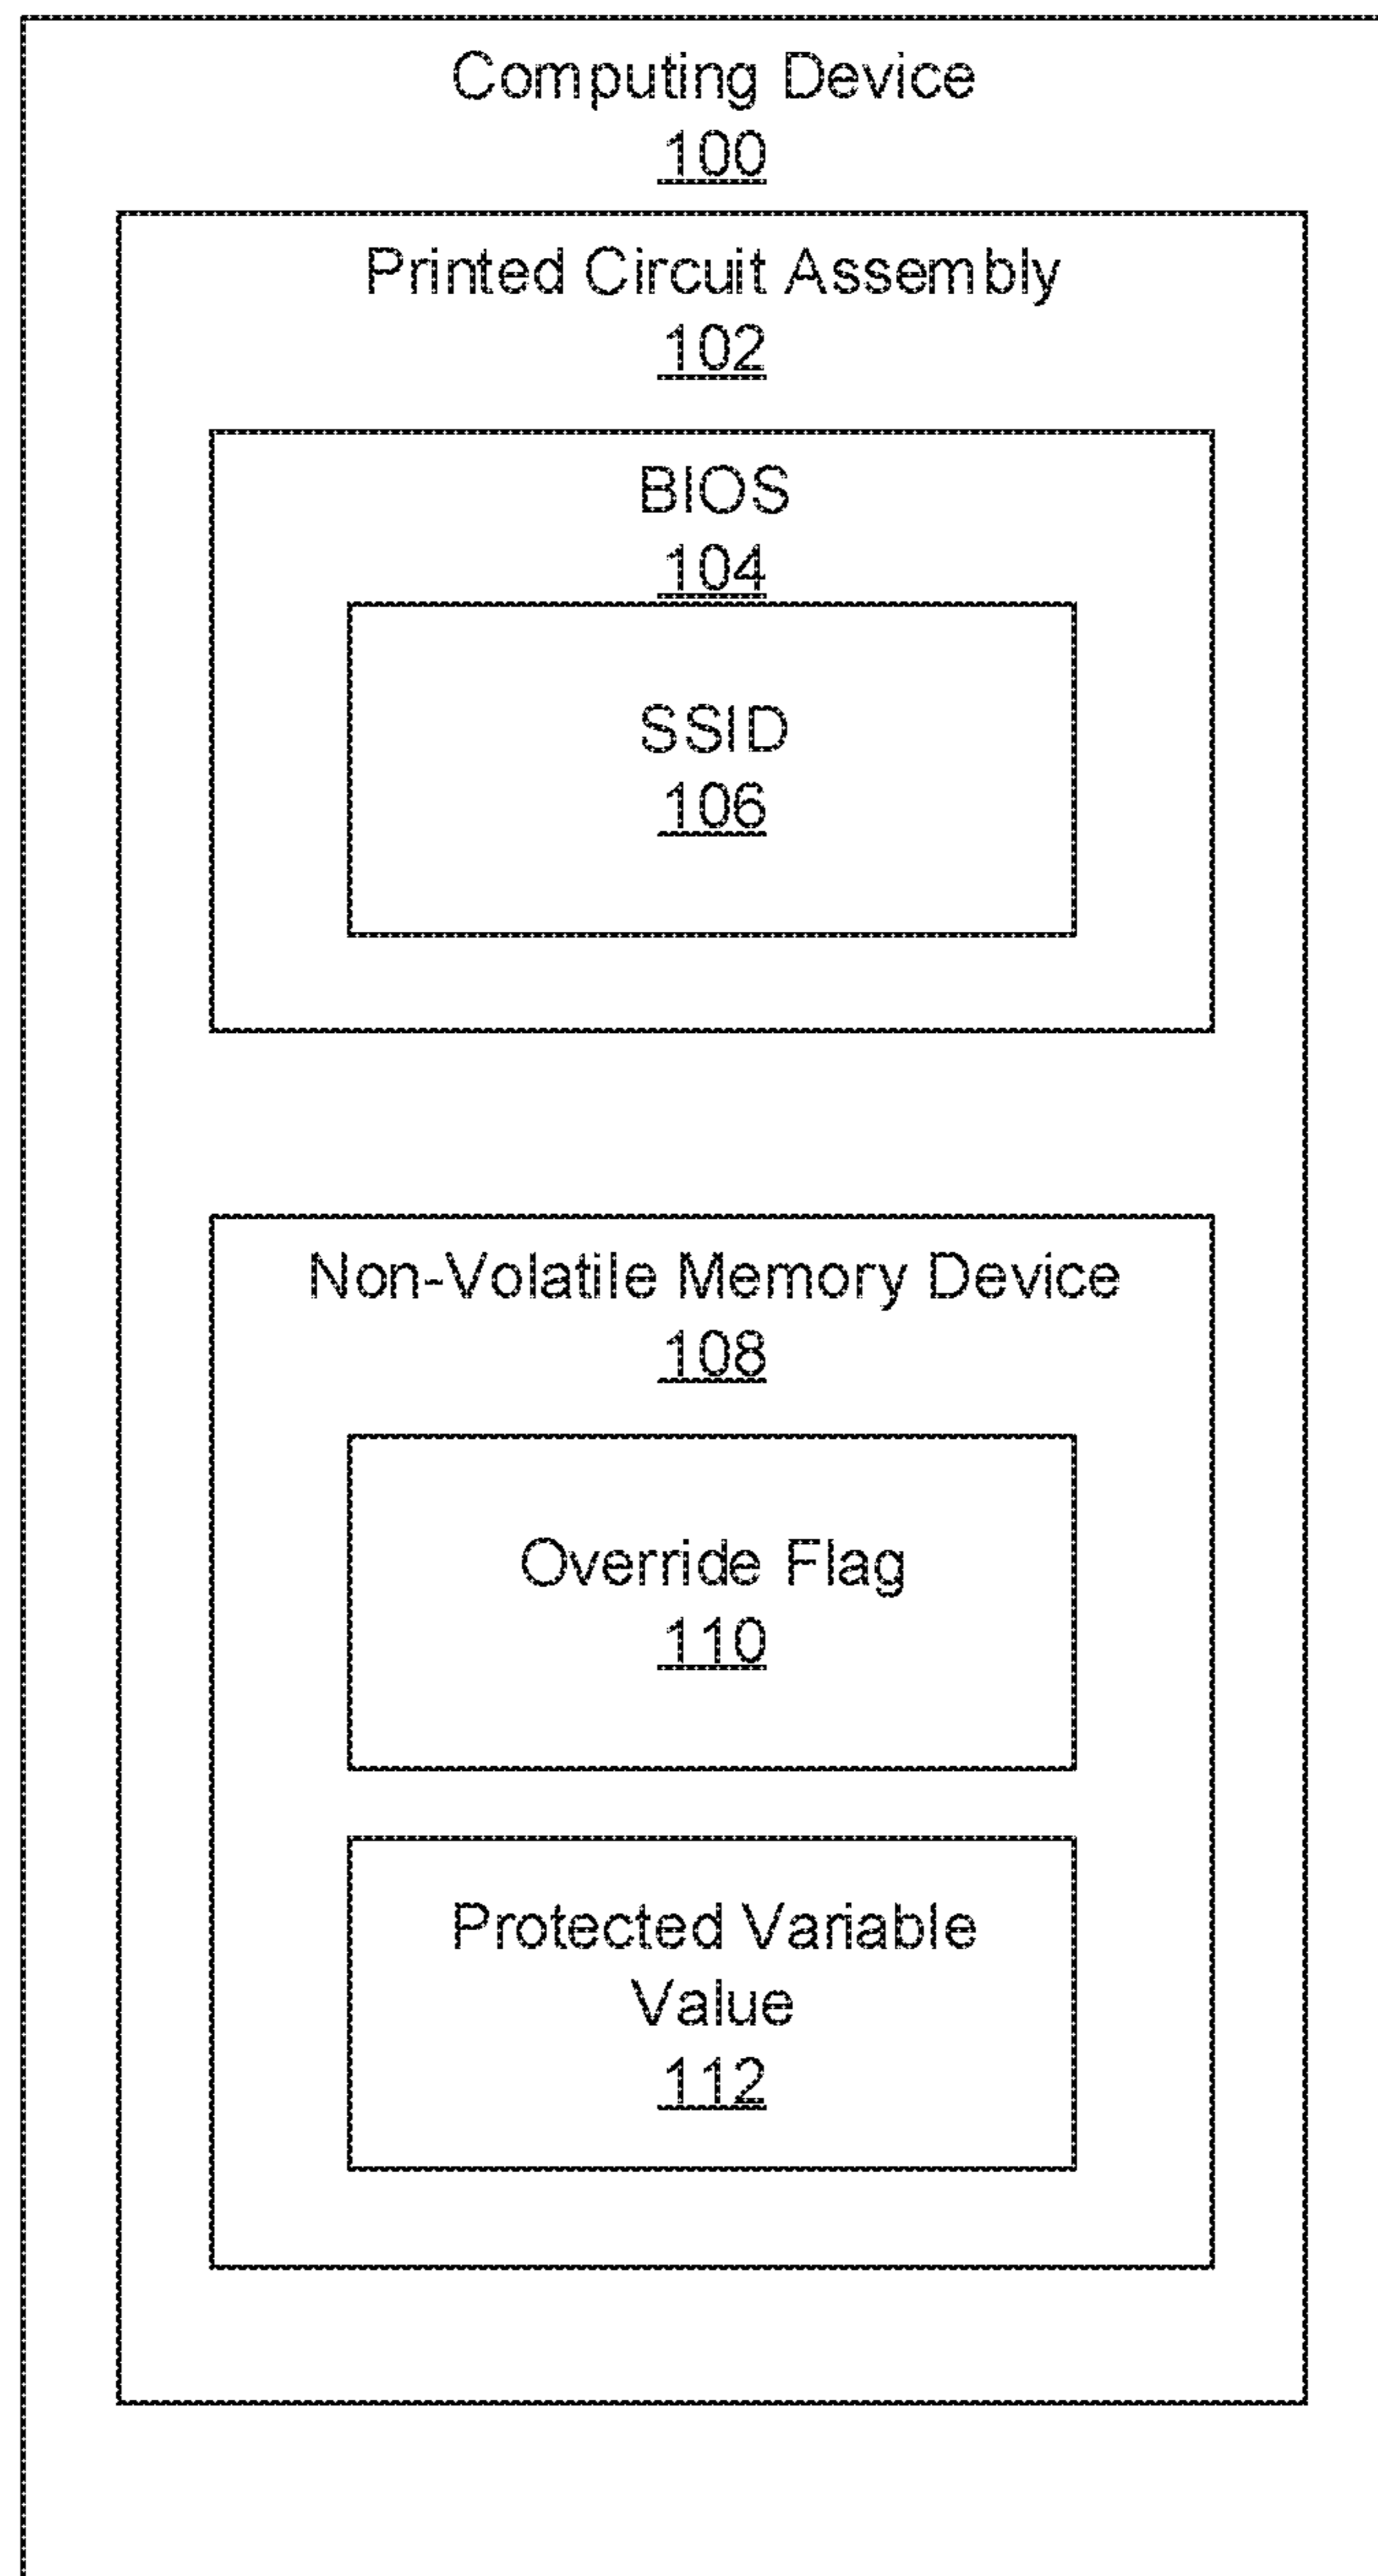 Computing Device
100
Printed Circuit Assembly
102
BIOS
104
SSID
106
Non-Volatile Memory Device
108
Override Flag
110
Protected Variable
Value
112